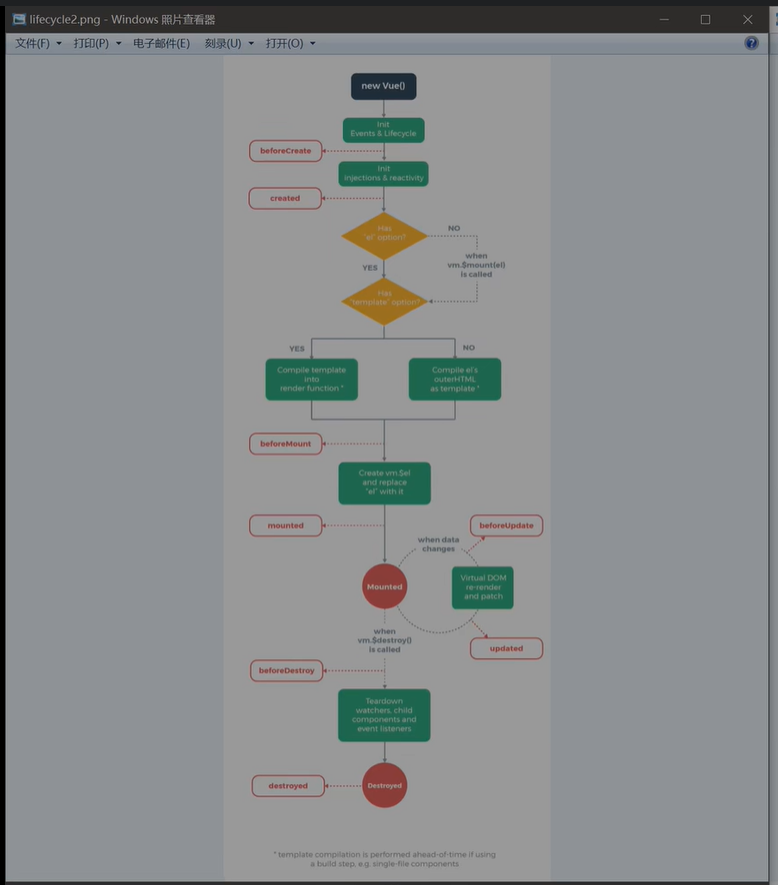 lifecycle2.png - Windows 照片查看器
文件(F) 打印(P) 电子邮件(E) 刻录(U) 打开(O)
new Vue()
Init
Events & Lifecycle
beforeCreate
Init
injections & reactivity
created
Has
"el" option?
NO
when
vm.$mount(el)
is called
YES
Has
"template" option?
YES
NO
Compile template
into
render function *
Compile el's
outerHTML
as template *
beforeMount
Create vm.$el
and replace
"el" with it
mounted
beforeUpdate
when data
changes
Mounted
Virtual DOM
re-render
and patch
when
vm.$destroy()
is called
updated
beforeDestroy
Teardown
watchers, child
components and
event listeners
destroyed
Destroyed
* template compilation is performed ahead-of-time if using
a build step, e.g. single-file components